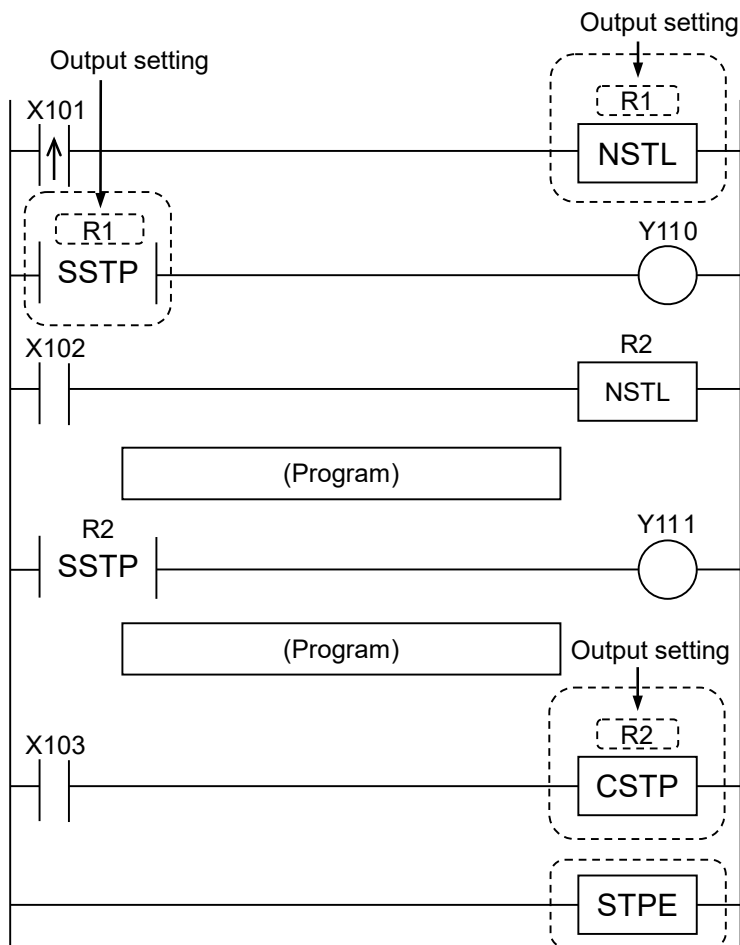 Output setting
Output setting
X101
R1
NSTL
R1
SSTP
Y110
X102
R2
NSTL
(Program)
R2
SSTP
Y111
(Program)
Output setting
X103
R2
CSTP
STPE